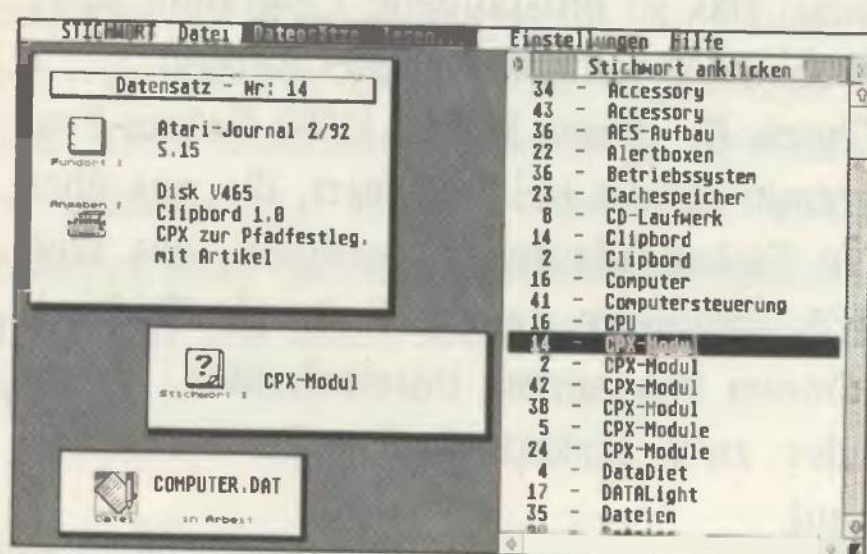 STICHWORT Datei Datensätze lesen... Einstellungen Hilfe
Datensatz - Nr: 14
Fundort :
Atari-Journal 2/92
S.15
Angaben :
Disk V465
Clipbord 1.0
CPX zur Pfadfestleg.
mit Artikel
Stichwort :
CPX-Modul
Datei
COMPUTER.DAT
in Arbeit
Stichwort anklicken
34 - Accessory
43 - Accessory
36 - AES-Aufbau
22 - Alertboxen
36 - Betriebssystem
23 - Cachespeicher
8 - CD-Laufwerk
14 - Clipbord
2 - Clipbord
16 - Computer
41 - Computersteuerung
16 - CPU
14 - CPX-Modul
2 - CPX-Modul
42 - CPX-Modul
38 - CPX-Modul
5 - CPX-Module
24 - CPX-Module
4 - DataDiet
17 - DATALight
35 - Dateien